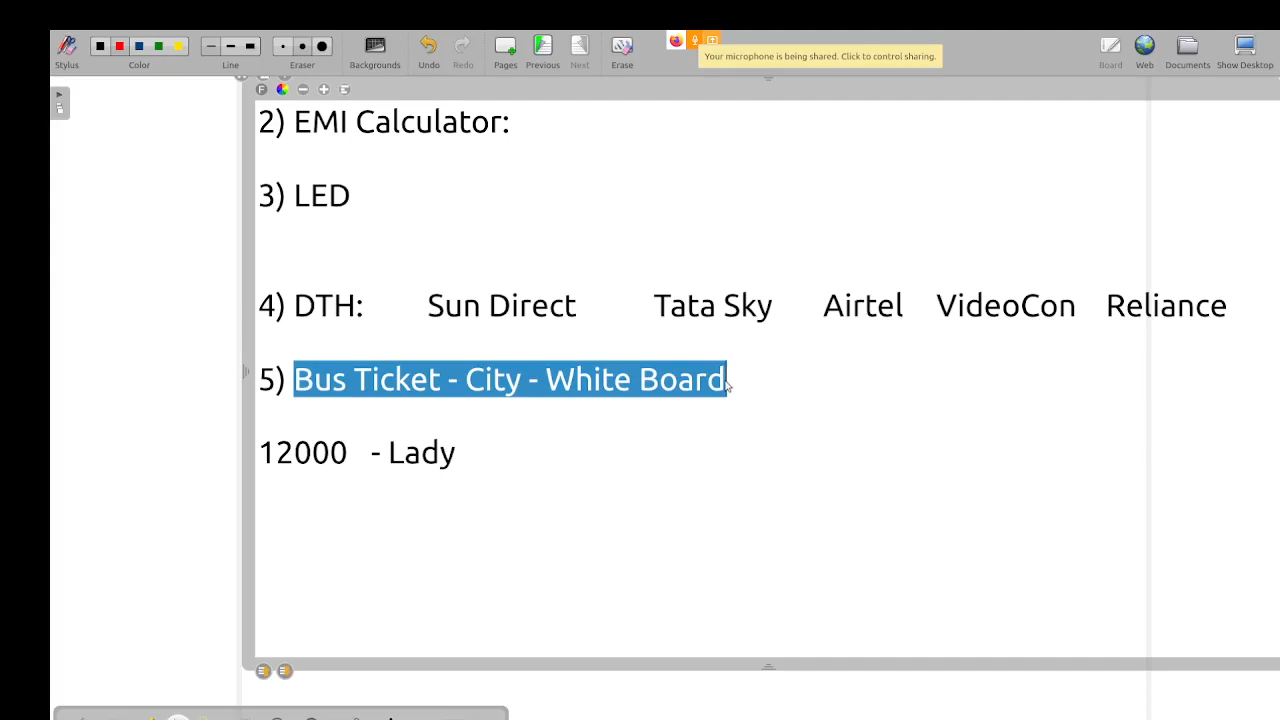 Your microphone is being shared. Click to control sharing.
Stylus Color Line Eraser Backgrounds Undo Redo Pages Previous Next Erase Board Web Documents Show Desktop
2) EMI Calculator:
3) LED
4) DTH: Sun Direct Tata Sky Airtel VideoCon Reliance
5) Bus Ticket - City - White Board
12000 - Lady